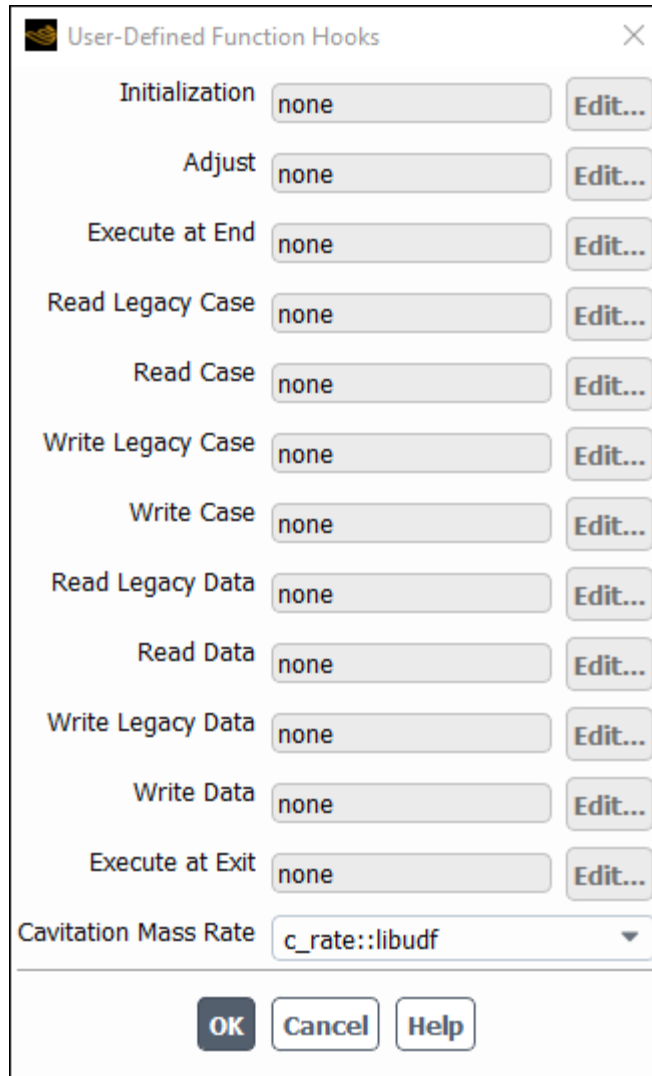 User-Defined Function Hooks
Initialization none Edit...
Adjust none Edit...
Execute at End none Edit...
Read Legacy Case none Edit...
Read Case none Edit...
Write Legacy Case none Edit...
Write Case none Edit...
Read Legacy Data none Edit...
Read Data none Edit...
Write Legacy Data none Edit...
Write Data none Edit...
Execute at Exit none Edit...
Cavitation Mass Rate c_rate::libudf
OK Cancel Help